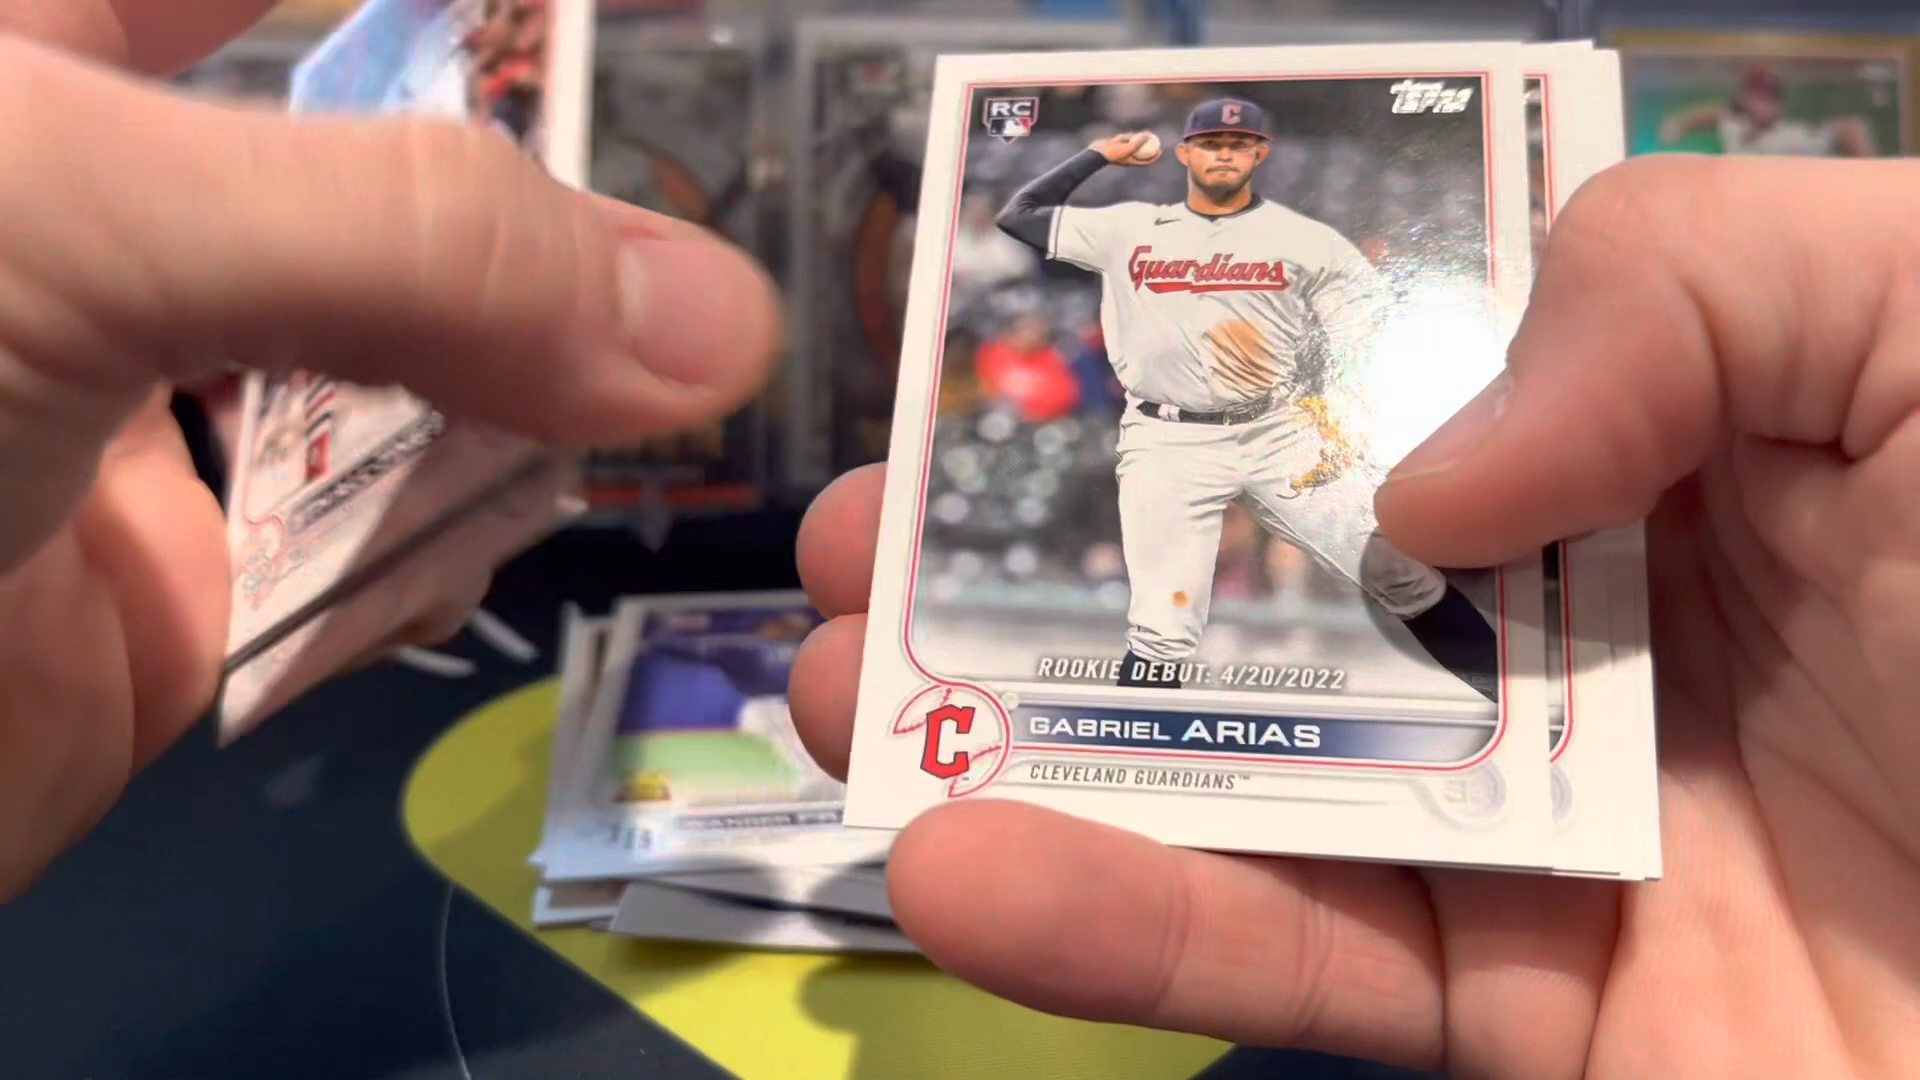 RC
TOPPS
C
Guardians
ROOKIE DEBUT: 4/20/2022
GABRIEL ARIAS
C
CLEVELAND GUARDIANS™